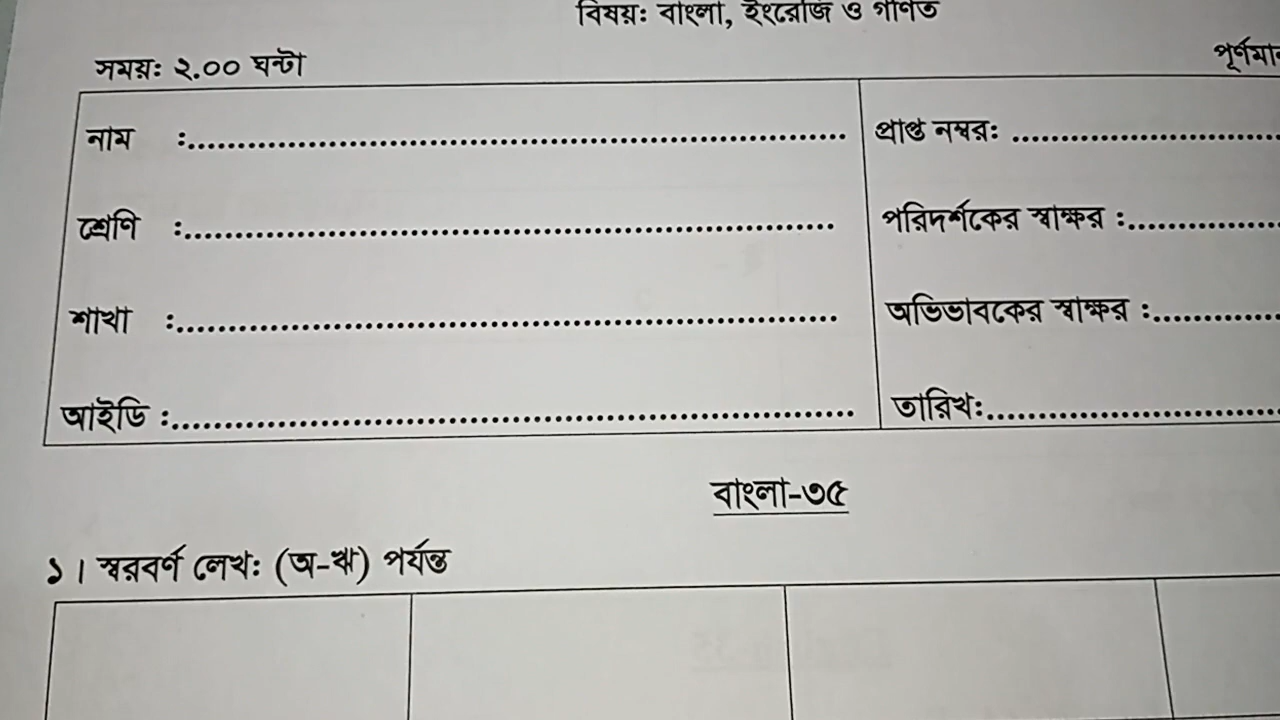 বিষয়ঃ বাংলা, ইংরেজি ও গণিত
সময়ঃ ২.০০ ঘন্টা
নাম :..................................................................
প্রাপ্ত নম্বরঃ ...........................
শ্রেণি :..................................................................
পরিদর্শকের স্বাক্ষর :................
শাখা :..................................................................
অভিভাবকের স্বাক্ষর :.............
আইডি :..................................................................
তারিখঃ..............................
বাংলা-৩৫
১। স্বরবর্ণ লেখঃ (অ-ঋ) পর্যন্ত